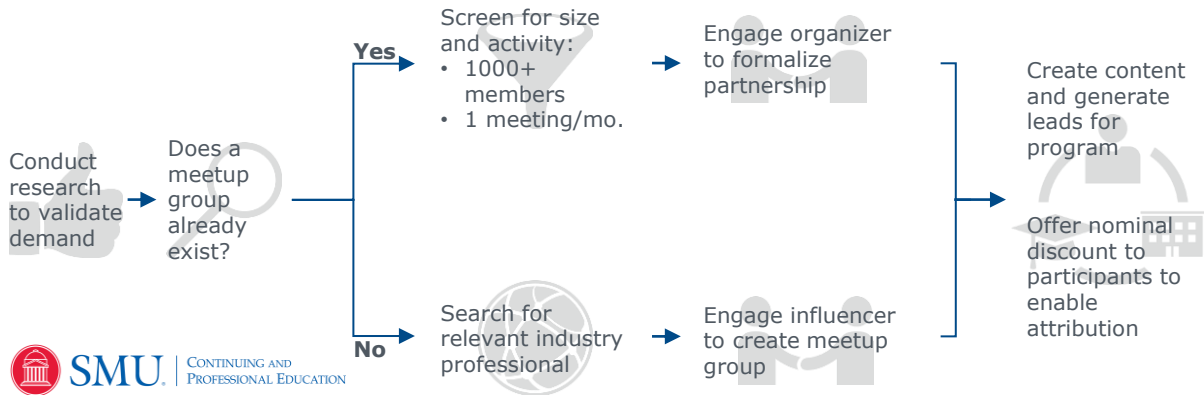 Conduct
research
to validate
demand
Does a
meetup
group
already
exist?
Yes
Screen for size
and activity:
• 1000+
members
• 1 meeting/mo.
Engage organizer
to formalize
partnership
No
Search for
relevant industry
professional
Engage influencer
to create meetup
group
Create content
and generate
leads for
program
Offer nominal
discount to
participants to
enable
attribution
SMU.
CONTINUING AND
PROFESSIONAL EDUCATION